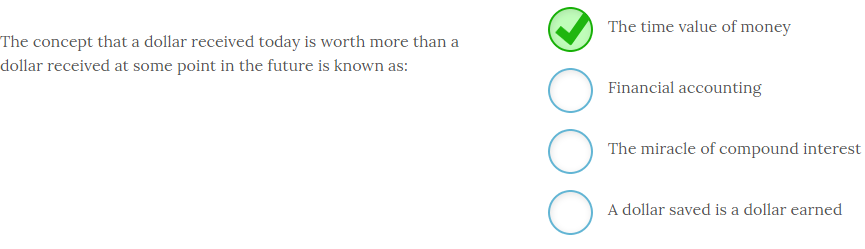 The concept that a dollar received today is worth more than a
dollar received at some point in the future is known as:
The time value of money
Financial accounting
The miracle of compound interest
A dollar saved is a dollar earned